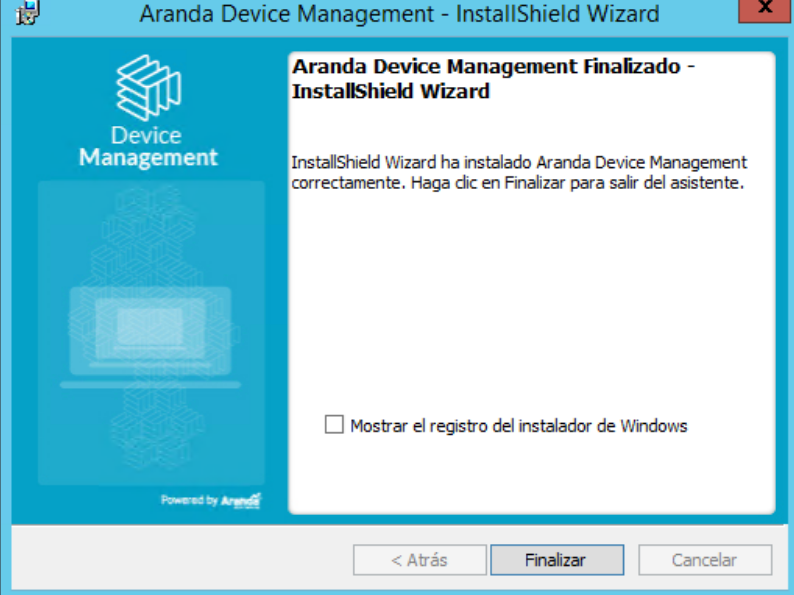 Aranda Device Management - InstallShield Wizard
x
Device
Management
Powered by Aranda
Aranda Device Management Finalizado -
InstallShield Wizard
InstallShield Wizard ha instalado Aranda Device Management
correctamente. Haga clic en Finalizar para salir del asistente.
Mostrar el registro del instalador de Windows
< Atrás
Finalizar
Cancelar